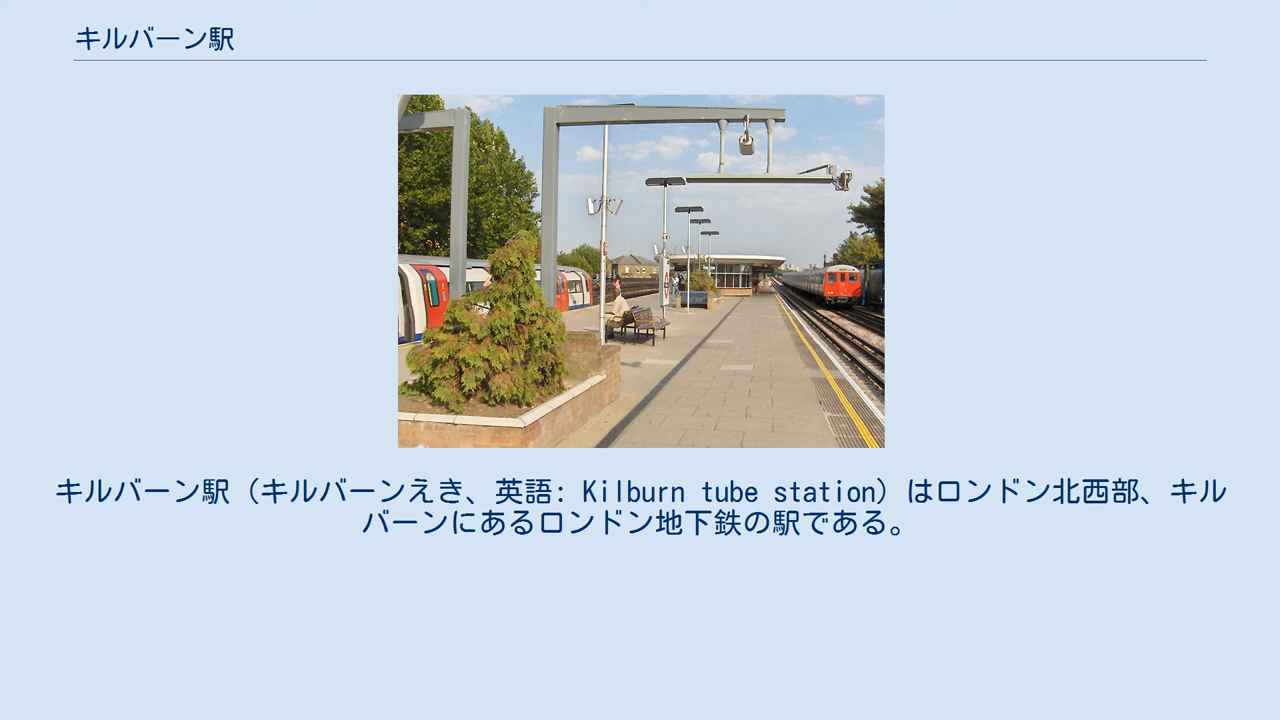 キルバーン駅
キルバーン駅（キルバーンえき、英語: Kilburn tube station）はロンドン北西部、キル
バーンにあるロンドン地下鉄の駅である。